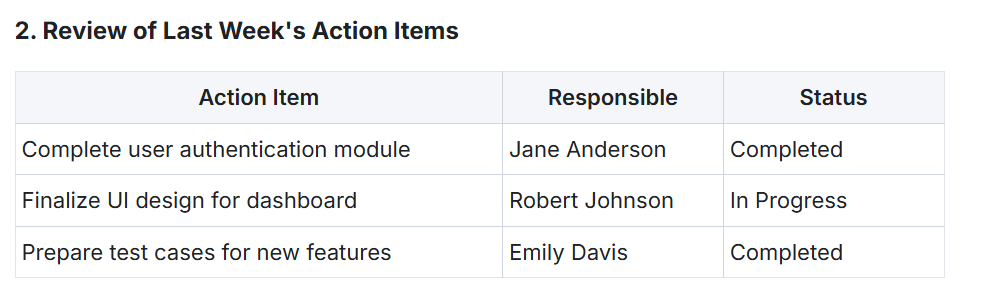 2. Review of Last Week's Action Items
Action Item Responsible Status
Complete user authentication module Jane Anderson Completed
Finalize UI design for dashboard Robert Johnson In Progress
Prepare test cases for new features Emily Davis Completed